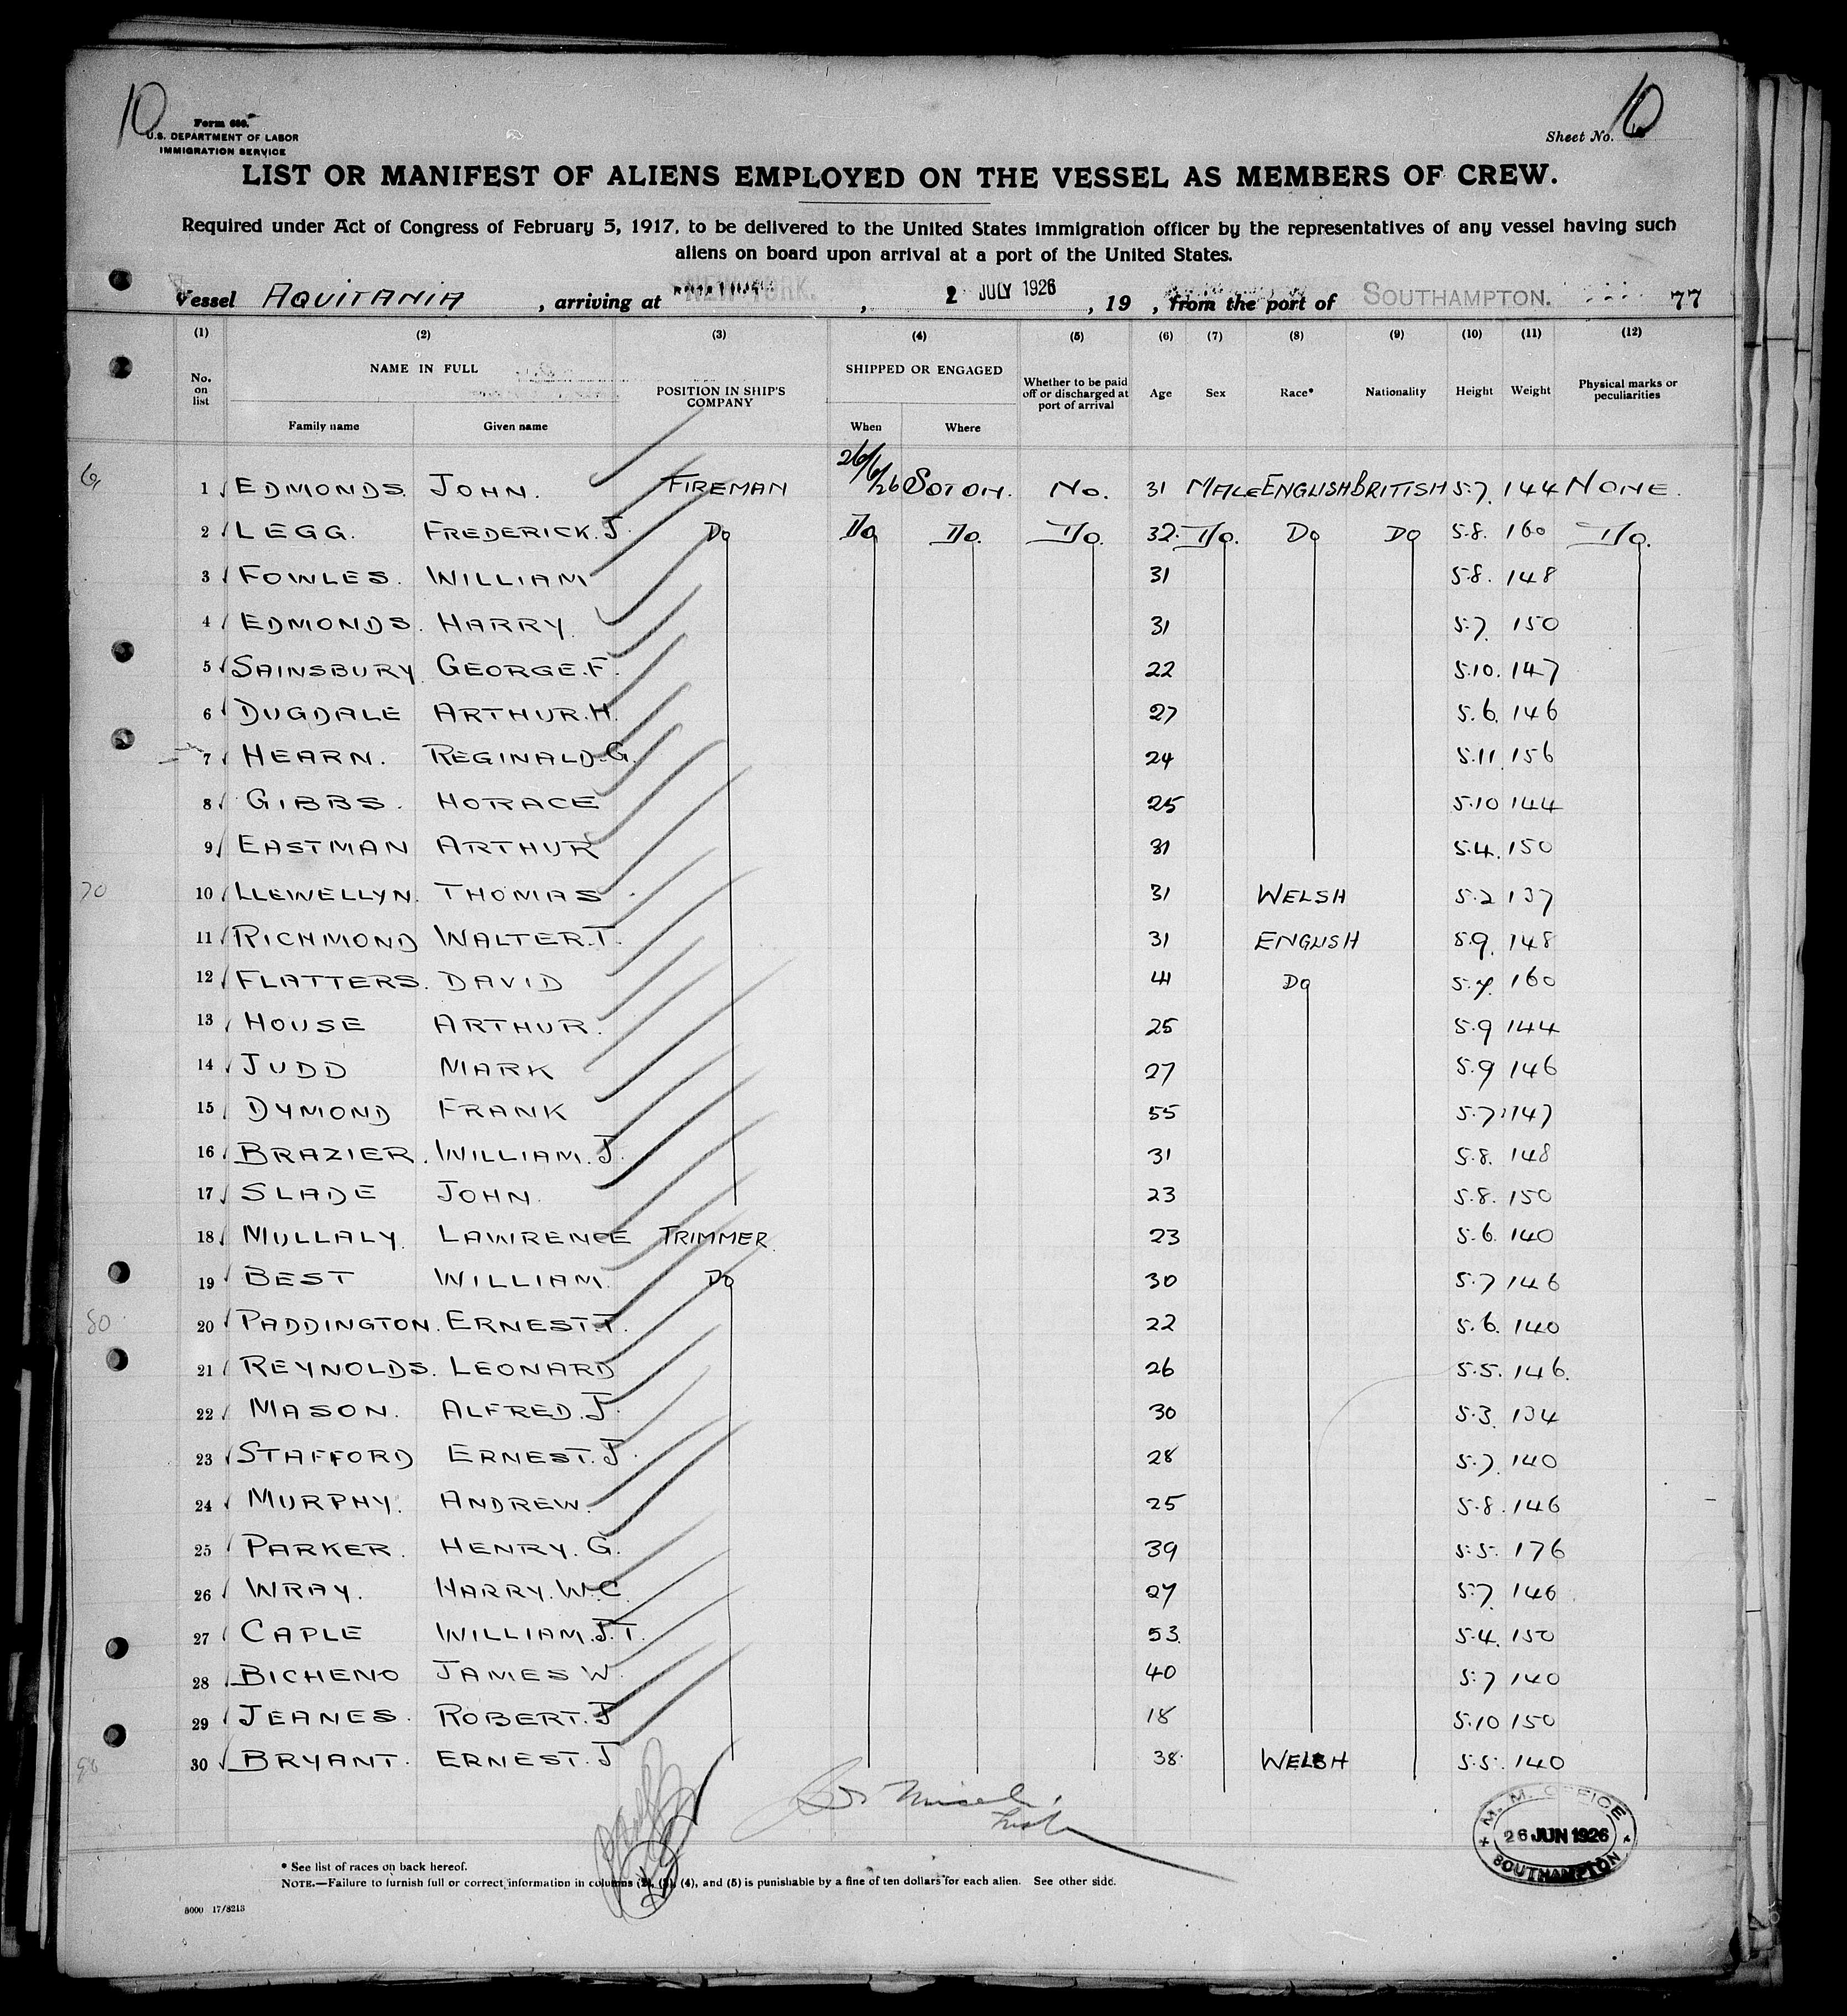 10
Form 680.
U.S. DEPARTMENT OF LABOR
IMMIGRATION SERVICE
Sheet No. 10
LIST OR MANIFEST OF ALIENS EMPLOYED ON THE VESSEL AS MEMBERS OF CREW.
Required under Act of Congress of February 5, 1917, to be delivered to the United States immigration officer by the representatives of any vessel having such
aliens on board upon arrival at a port of the United States.
Vessel AQUITANIA, arriving at NEW YORK., 2 JULY 1926, 19 , from the port of SOUTHAMPTON. 77
(1) (2) (3) (4) (5) (6) (7) (8) (9) (10) (11) (12)
No. on list NAME IN FULL Family name Given name POSITION IN SHIP'S COMPANY SHIPPED OR ENGAGED When Where Whether to be paid off or discharged at port of arrival Age Sex Race* Nationality Height Weight Physical marks or peculiarities
1 EDMONDS. JOHN. FIREMAN 26/6/26 SOTON. NO. 31 MALE ENGLISH BRITISH 5.7. 144 NONE.
2 LEGG. FREDERICK.J. DO DO DO. DO. 32. DO. DO DO 5.8. 160 DO.
3 FOWLES. WILLIAM 31 5.8. 148
4 EDMONDS. HARRY. 31 5.7. 150
5 SAINSBURY. GEORGE.F. 22 5.10. 147
6 DUGDALE ARTHUR.H. 27 5.6. 146
7 HEARN. REGINALD.G. 24 5.11. 156
8 GIBBS. HORACE 25 5.10 144
9 EASTMAN ARTHUR 31 5.4. 150
70
10 LLEWELLYN. THOMAS 31 WELSH 5.2 137
11 RICHMOND WALTER.T. 31 ENGLISH 5.9. 148
12 FLATTERS. DAVID 41 DO 160
13 HOUSE ARTHUR. 25 5.9 144
14 JUDD MARK 27 5.9 146
15 DYMOND FRANK 55 5.7 147
16 BRAZIER. WILLIAM.J. 31 5.8. 148
17 SLADE JOHN. 23 5.8. 150
18 MULLALY. LAWRENCE TRIMMER. 23 5.6. 140
19 BEST WILLIAM. DO 30 5.7 146
80
20 PADDINGTON. ERNEST.T. 22 5.6. 140
21 REYNOLDS. LEONARD 26 5.5. 146.
22 MASON. ALFRED.J. 30 5.3. 134
23 STAFFORD ERNEST.J. 28 5.7. 140
24 MURPHY. ANDREW. 25 5.8. 146
25 PARKER. HENRY.G. 39 5.5. 176
26 WRAY. HARRY.W.C. 27 5.7. 146
27 CAPLE WILLIAM.J.T. 53. 5.4. 150
28 BICHENO JAMES W. 40 5.7 140
29 JEANES. ROBERT.J 18 5.10 150
30 BRYANT. ERNEST.J 38. WELSH 5.5. 140
M. M. OFFICE
26 JUN 1926
SOUTHAMPTON
* See list of races on back hereof.
NOTE.—Failure to furnish full or correct information in columns (2), (3), (4), and (5) is punishable by a fine of ten dollars for each alien. See other side.
5000 17/8213